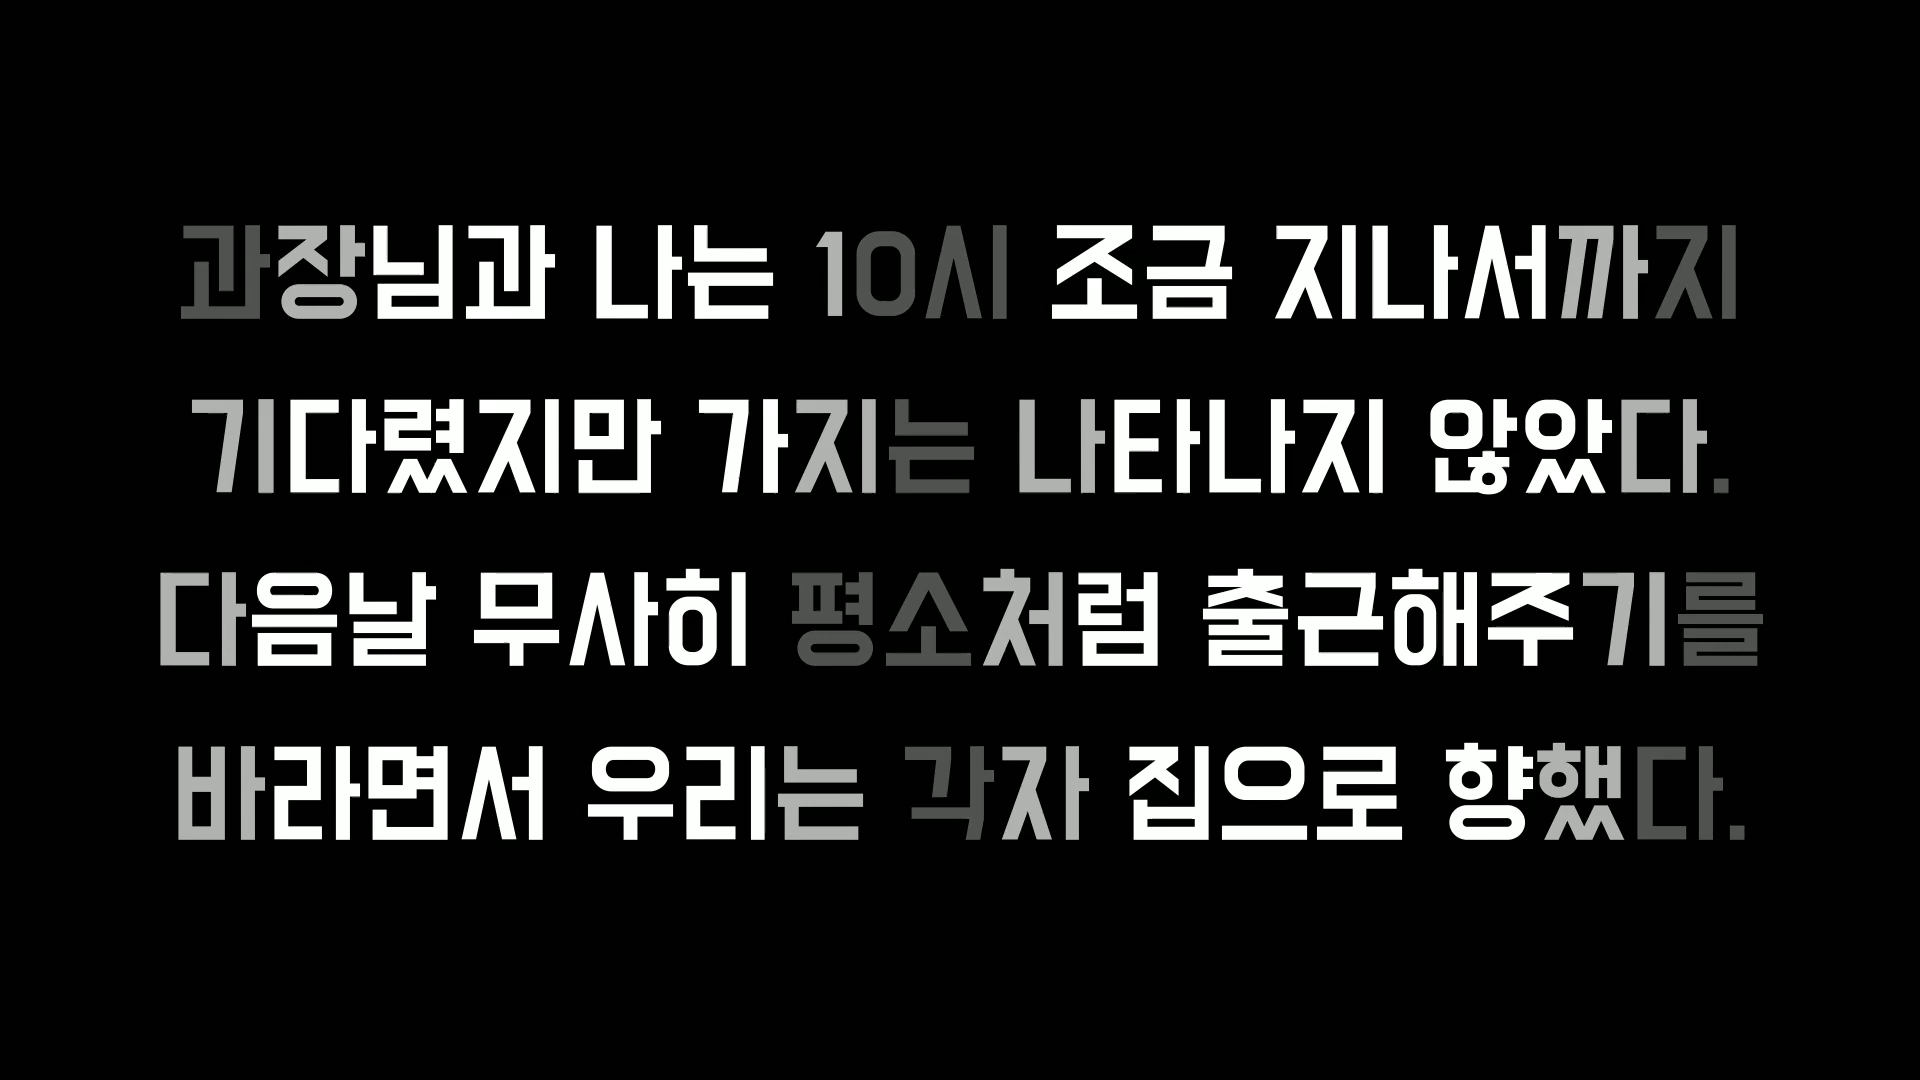 과장님과 나는 10시 조금 지나서까지
기다렸지만 가지는 나타나지 않았다.
다음날 무사히 평소처럼 출근해주기를
바라면서 우리는 각자 집으로 향했다.